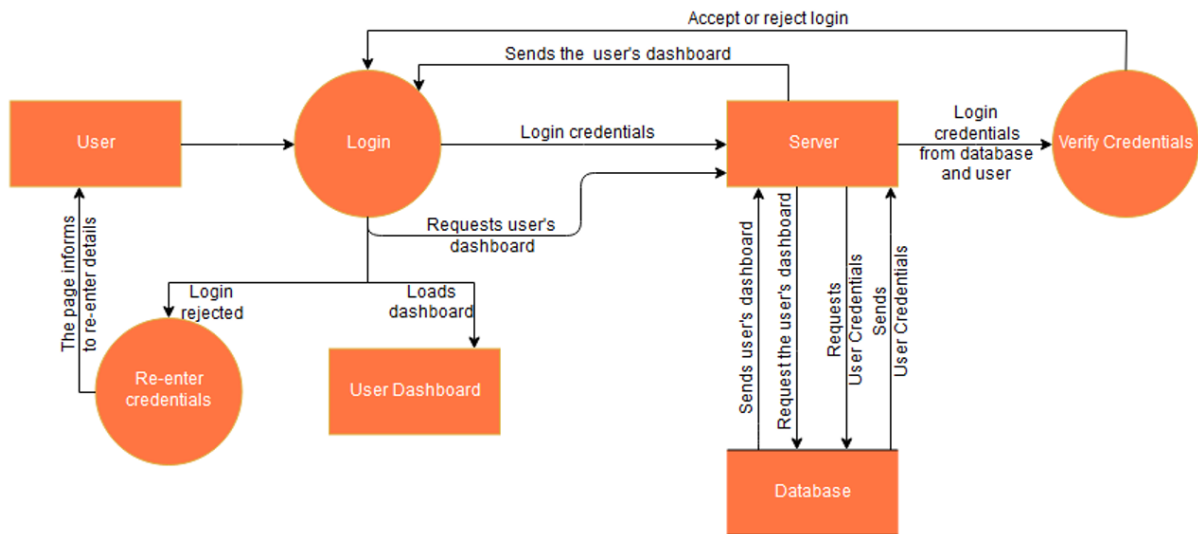 Accept or reject login
Sends the  user's dashboard
User
Login
Login credentials
Server
Login
credentials
from database
and user
Verify Credentials
Requests user's
dashboard
The page informs
to re-enter details
Login
rejected
Loads
dashboard
Sends user's dashboard
Request the user's dashboard
Requests
User Credentials
Sends
User Credentials
Re-enter
credentials
User Dashboard
Database